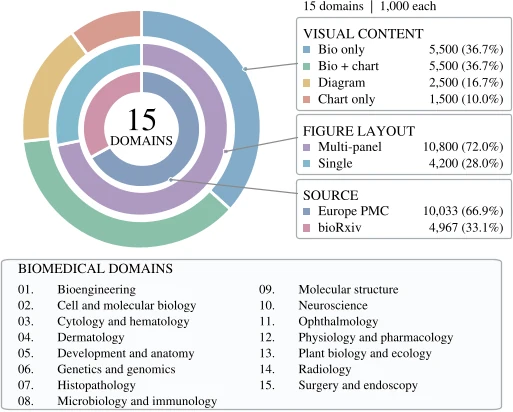 15 domains | 1,000 each
VISUAL CONTENT
Bio only 5,500 (36.7%)
Bio + chart 5,500 (36.7%)
Diagram 2,500 (16.7%)
Chart only 1,500 (10.0%)
15
DOMAINS
FIGURE LAYOUT
Multi-panel 10,800 (72.0%)
Single 4,200 (28.0%)
SOURCE
Europe PMC 10,033 (66.9%)
bioRxiv 4,967 (33.1%)
BIOMEDICAL DOMAINS
01. Bioengineering
02. Cell and molecular biology
03. Cytology and hematology
04. Dermatology
05. Development and anatomy
06. Genetics and genomics
07. Histopathology
08. Microbiology and immunology
09. Molecular structure
10. Neuroscience
11. Ophthalmology
12. Physiology and pharmacology
13. Plant biology and ecology
14. Radiology
15. Surgery and endoscopy